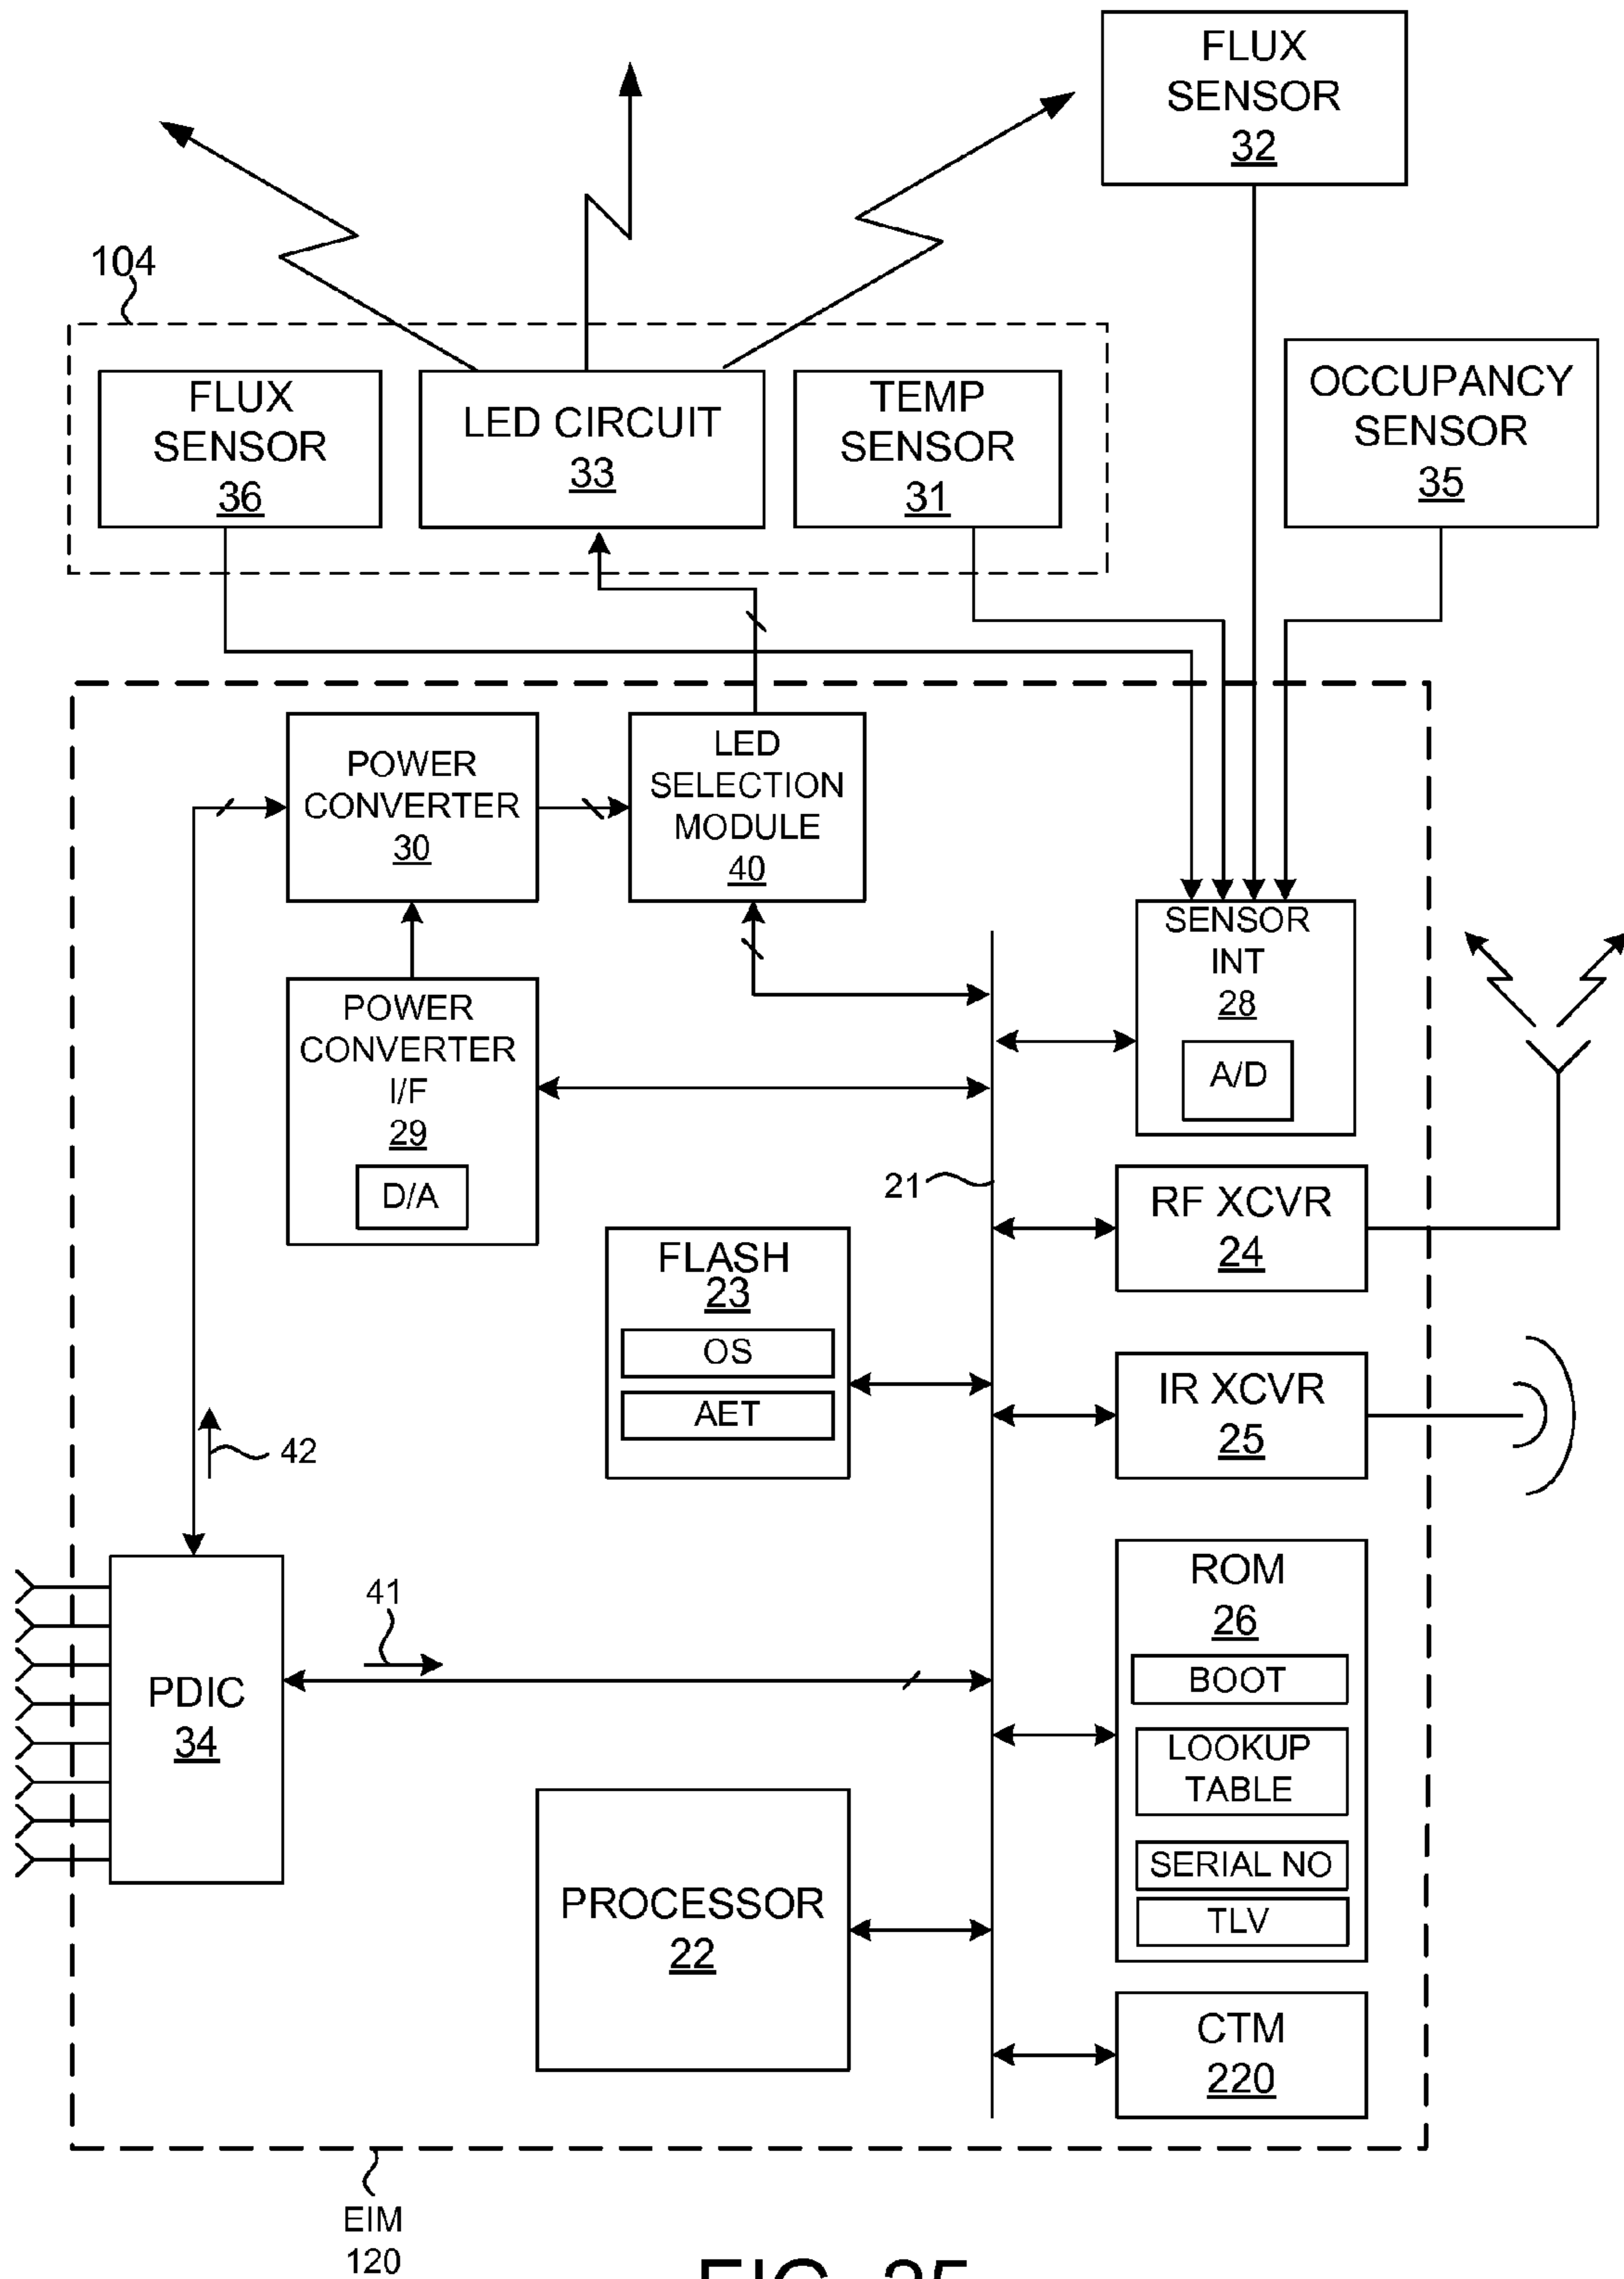 FLUX
SENSOR
32
104
FLUX
SENSOR
36
LED CIRCUIT
33
TEMP
SENSOR
31
OCCUPANCY
SENSOR
35
POWER
CONVERTER
30
LED
SELECTION
MODULE
40
SENSOR
INT
28
A/D
POWER
CONVERTER
I/F
29
D/A
21
RF XCVR
24
FLASH
23
OS
AET
IR XCVR
25
42
41
PDIC
34
ROM
26
BOOT
LOOKUP
TABLE
SERIAL NO
TLV
PROCESSOR
22
CTM
220
EIM
120
FIG. 25